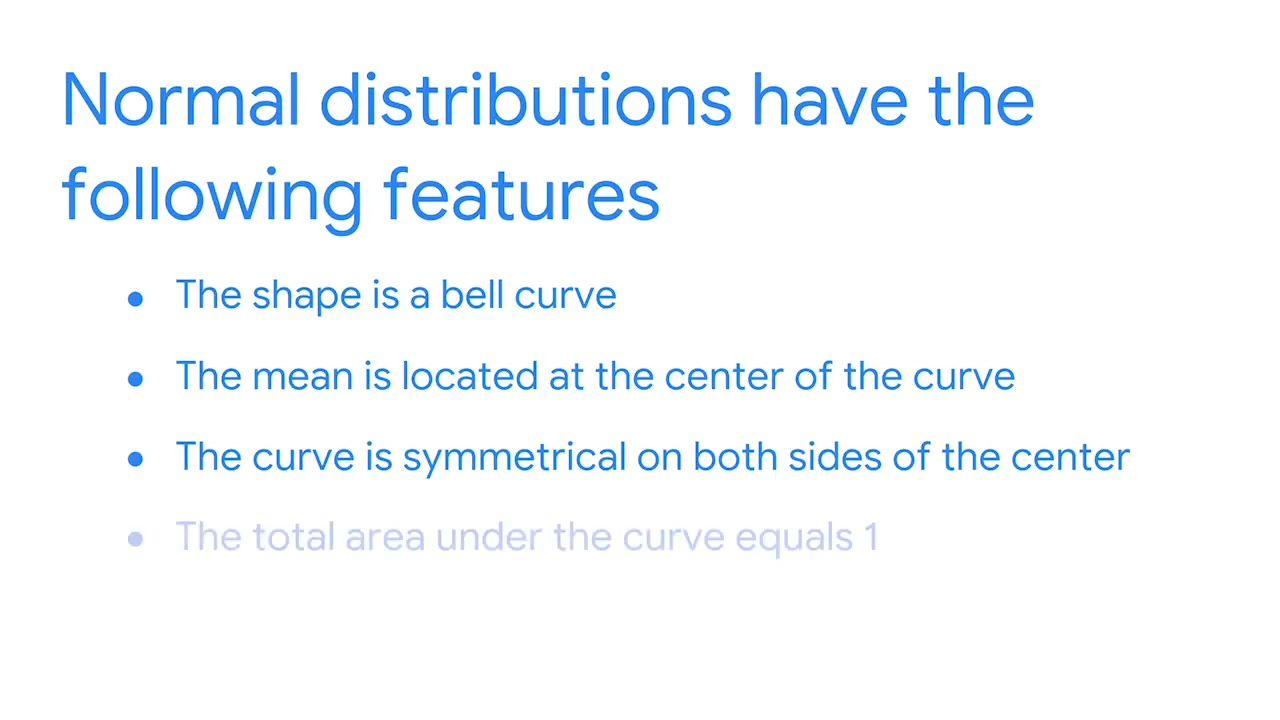 Normal distributions have the
following features
• The shape is a bell curve
• The mean is located at the center of the curve
• The curve is symmetrical on both sides of the center
• The total area under the curve equals 1